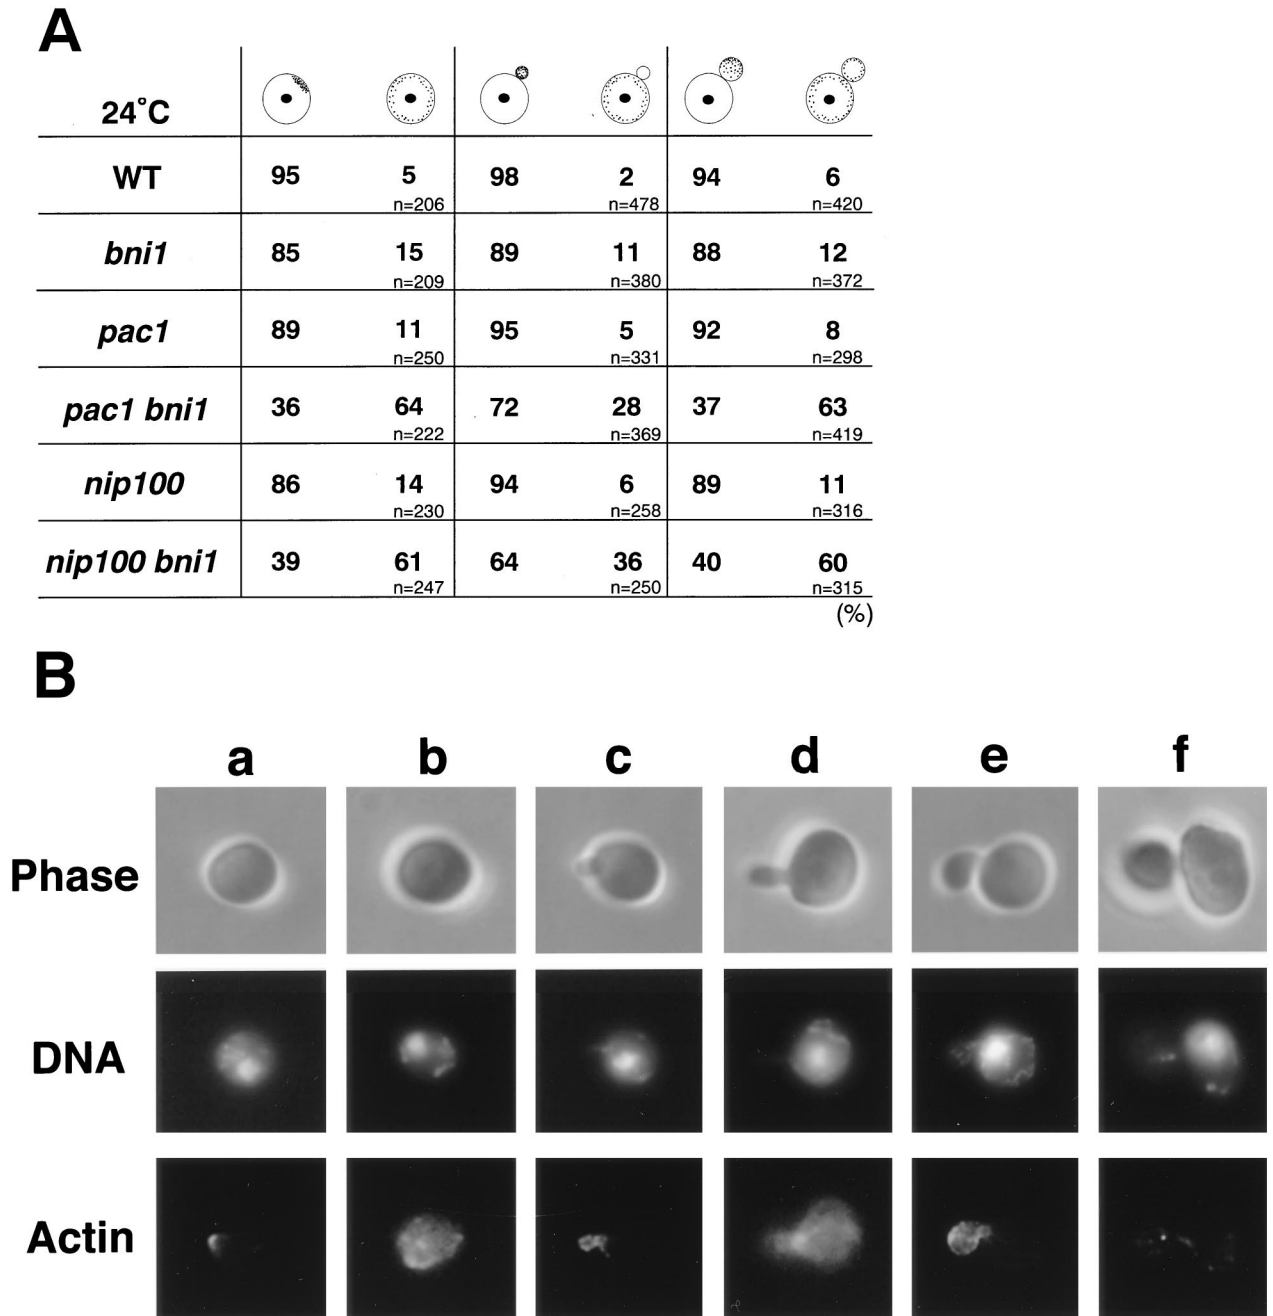 A
24°C
WT 95 5 98 2 94 6
n=206 n=478 n=420
bni1 85 15 89 11 88 12
n=209 n=380 n=372
pac1 89 11 95 5 92 8
n=250 n=331 n=298
pac1 bni1 36 64 72 28 37 63
n=222 n=369 n=419
nip100 86 14 94 6 89 11
n=230 n=258 n=316
nip100 bni1 39 61 64 36 40 60
n=247 n=250 n=315
(%)
B
a b c d e f
Phase
DNA
Actin